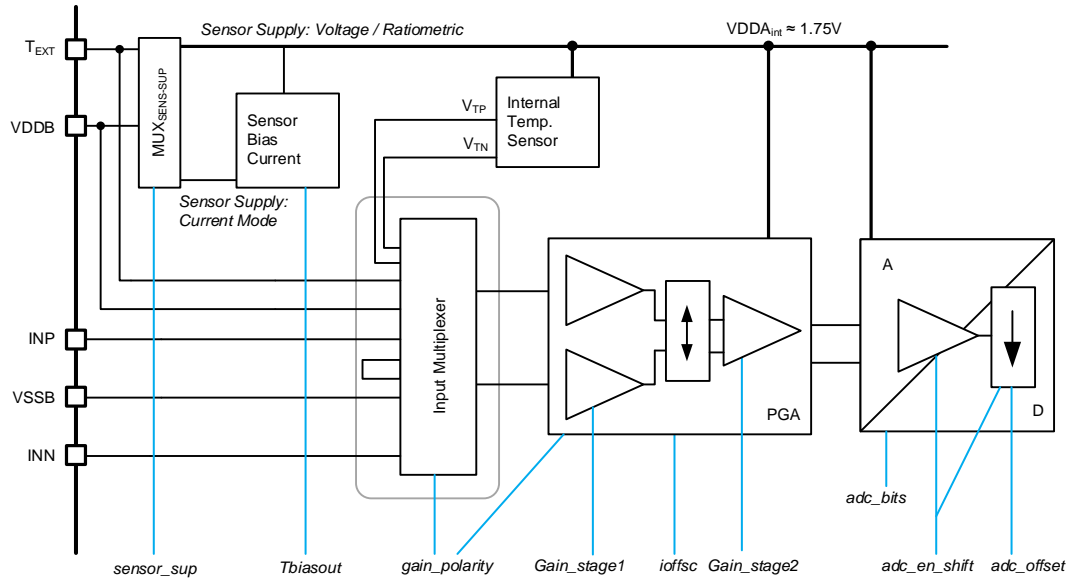 Sensor Supply: Voltage / Ratiometric
VDDAint ≈ 1.75V
TEXT
VDDB
MUXSENS-SUP
Sensor
Bias
Current
VTP
VTN
Internal
Temp.
Sensor
Sensor Supply:
Current Mode
Input Multiplexer
INP
VSSB
INN
PGA
A
D
adc_bits
sensor_sup
Tbiasout
gain_polarity
Gain_stage1
ioffsc
Gain_stage2
adc_en_shift
adc_offset